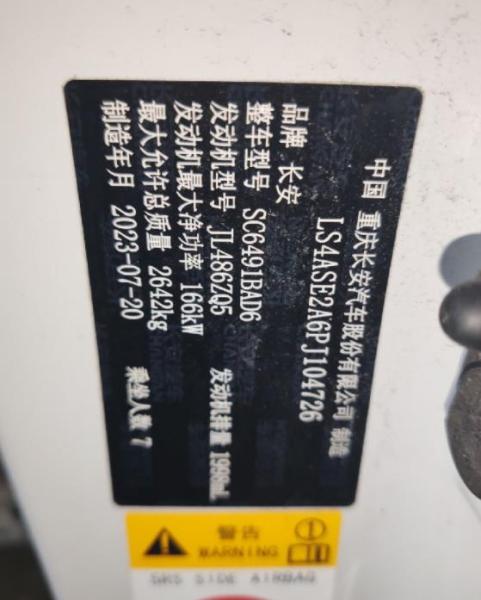 中国 重庆长安汽车股份有限公司 制造
LS4ASE2A6PJ104726
品牌 长安
整车型号 SC6491BAD6
发动机型号 JL486ZQ5 发动机排量 1998mL
发动机最大净功率 166kW
最大允许总质量 2642kg
制造年月 2023-07-20 乘坐人数 7
警告
WARNING
SRS SIDE AIRBAG